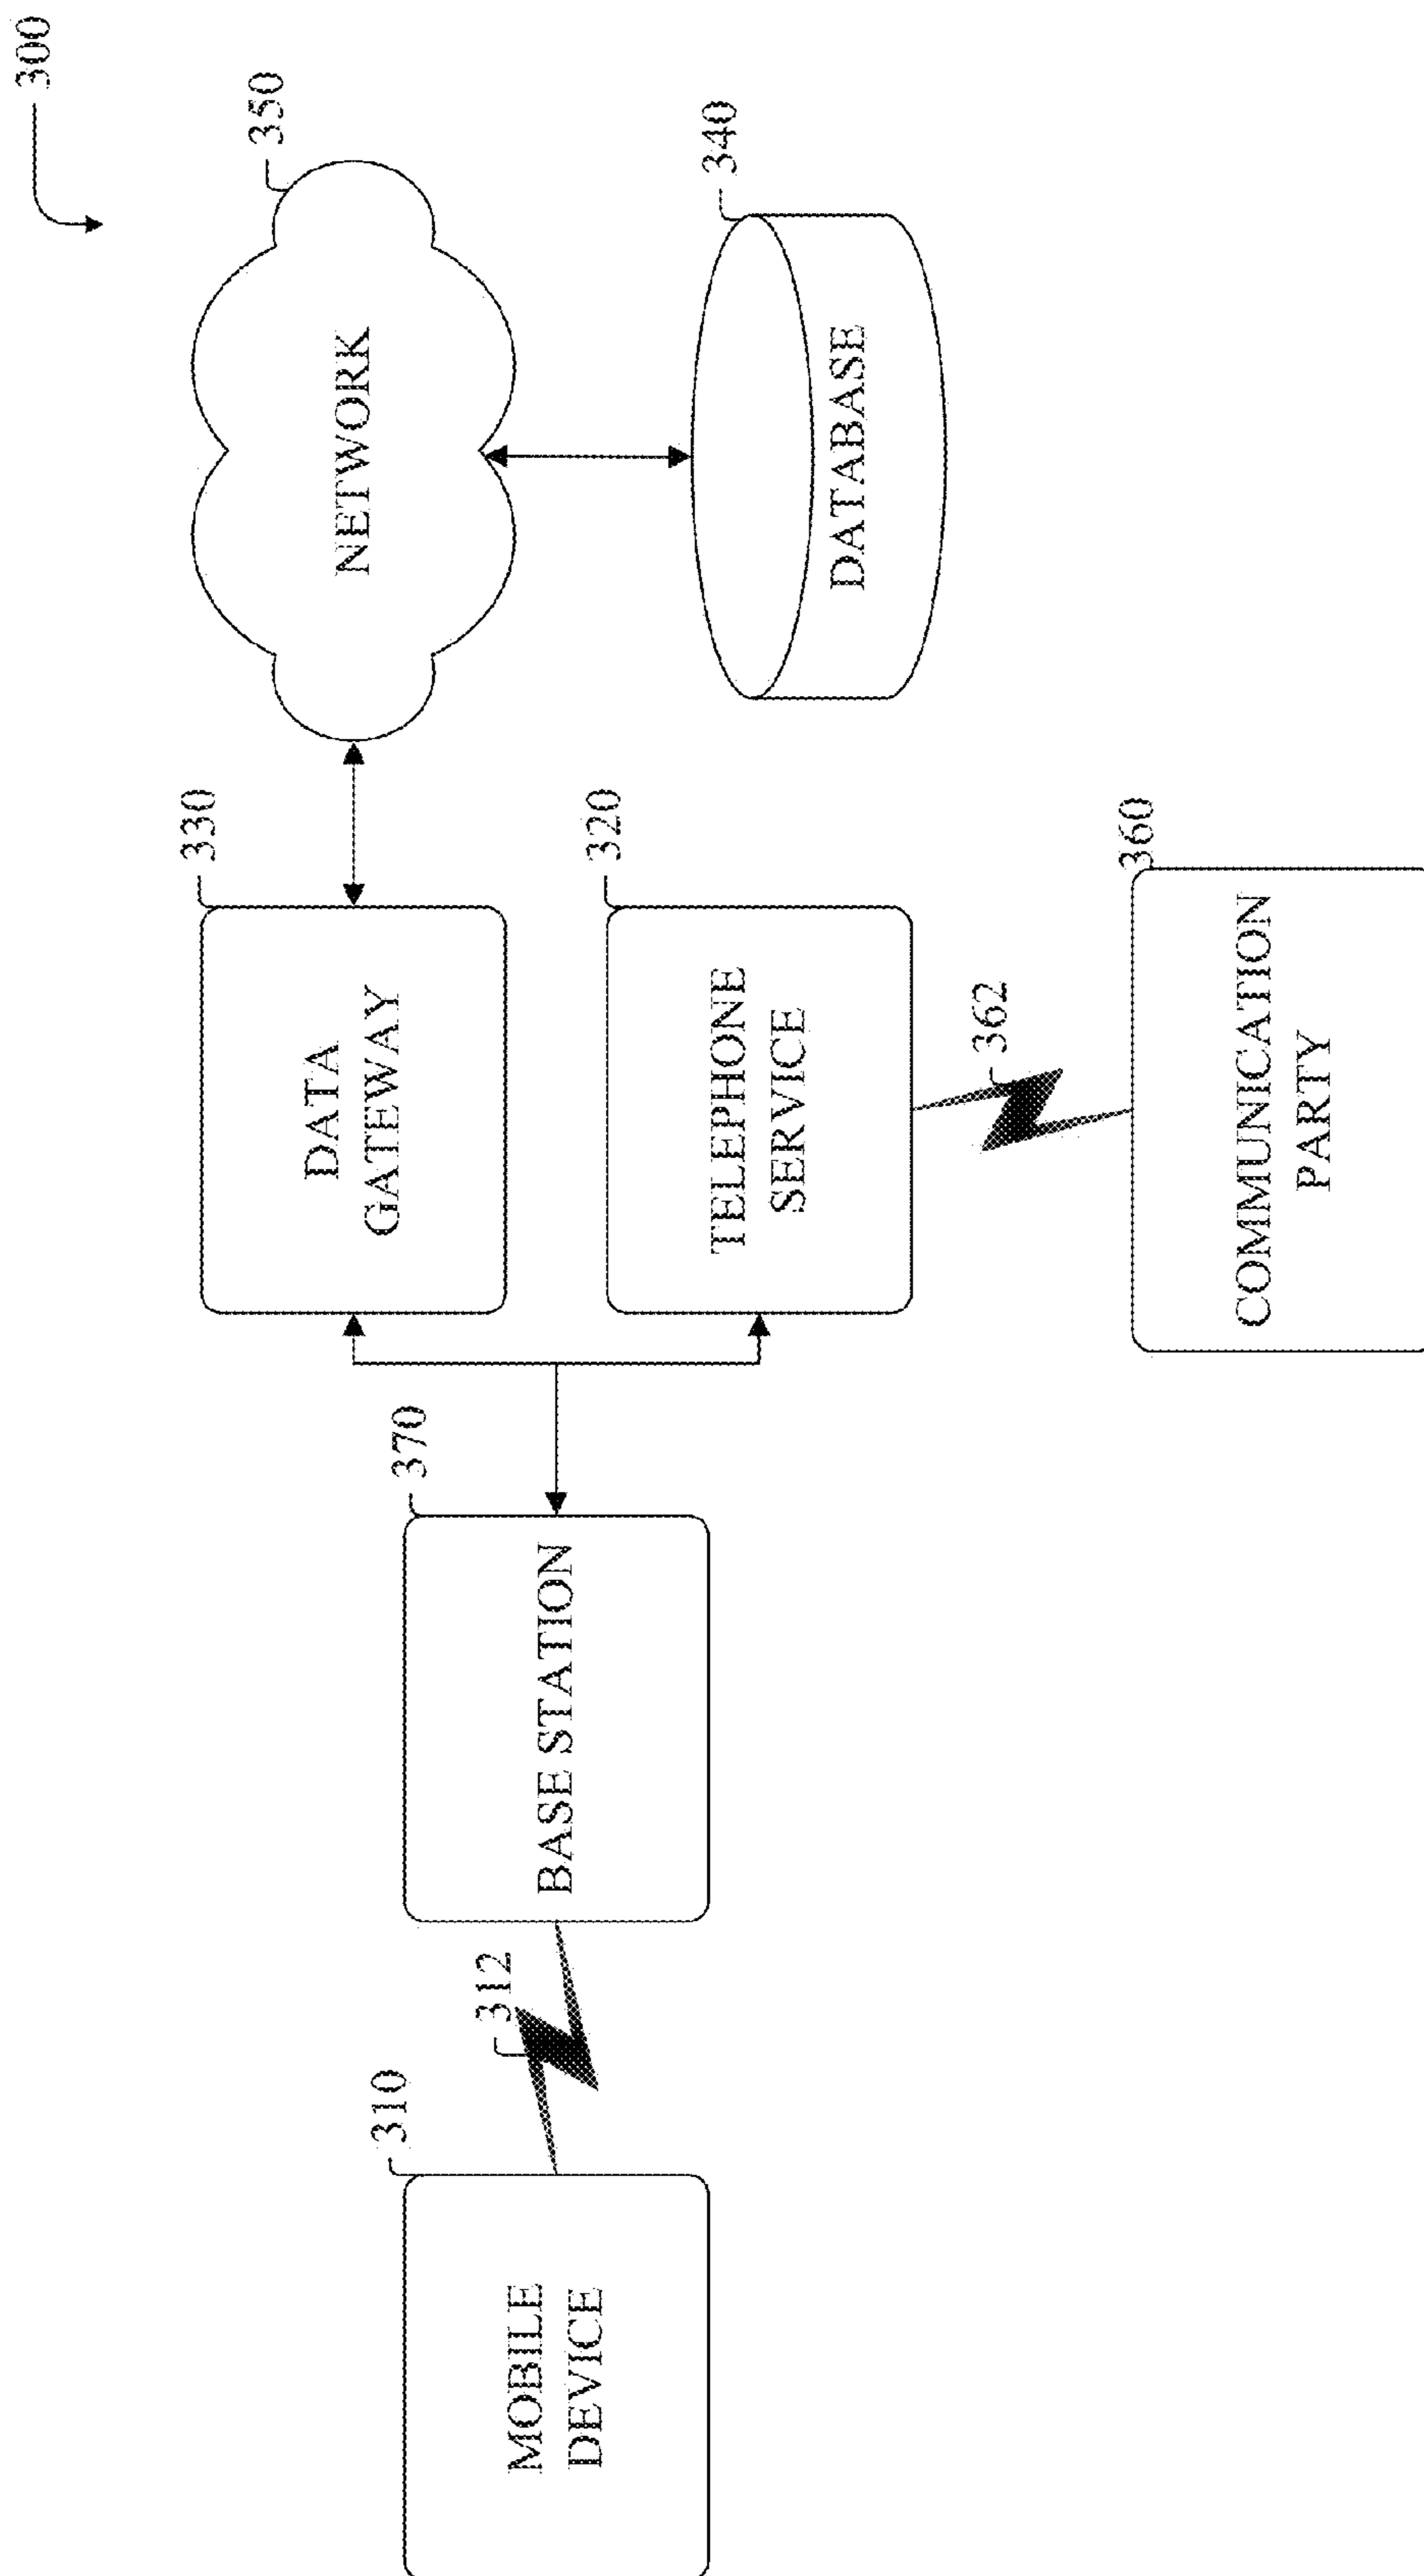 300
350
NETWORK
340
DATABASE
330
DATA
GATEWAY
320
TELEPHONE
SERVICE
362
360
COMMUNICATION
PARTY
370
BASE STATION
312
310
MOBILE
DEVICE